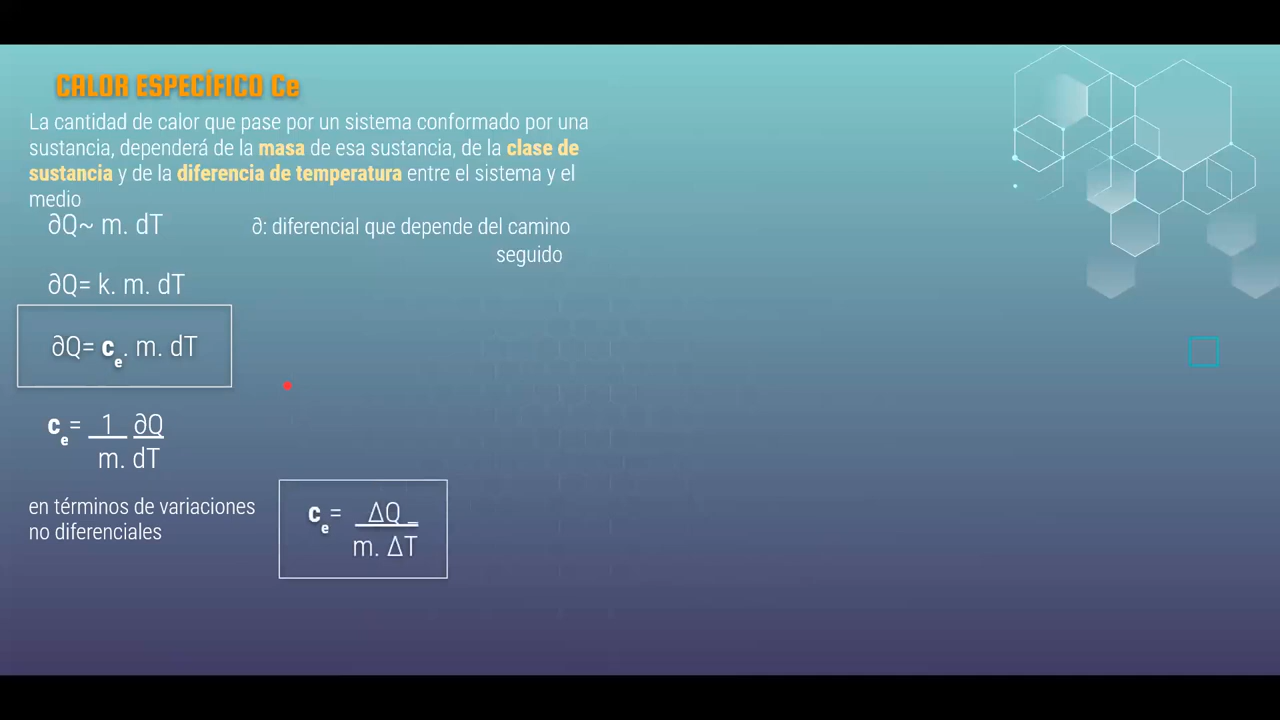 CALOR ESPECÍFICO Ce
La cantidad de calor que pase por un sistema conformado por una
sustancia, dependerá de la masa de esa sustancia, de la clase de
sustancia y de la diferencia de temperatura entre el sistema y el
medio
∂Q~ m. dT
∂: diferencial que depende del camino
seguido
∂Q= k. m. dT
∂Q= ce. m. dT
ce= 1 ∂Q
m. dT
en términos de variaciones
no diferenciales
ce= ΔQ
m. ΔT